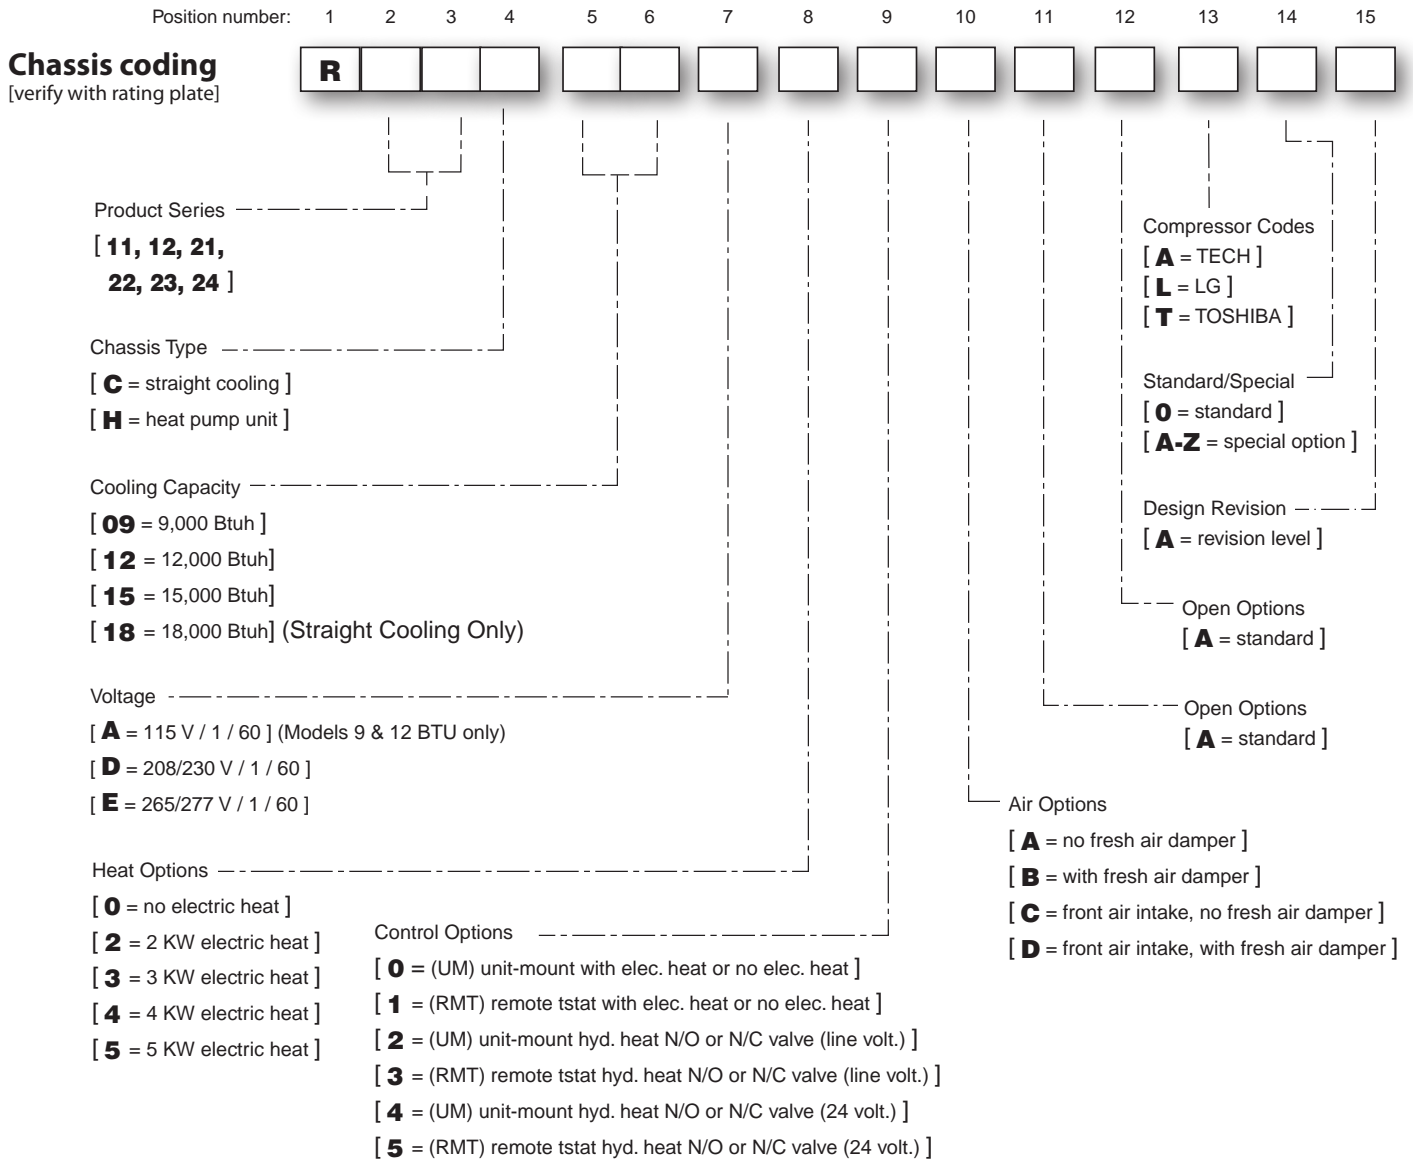 Position number: 1 2 3 4 5 6 7 8 9 10 11 12 13 14 15
Chassis coding
[verify with rating plate]
R
Product Series
[ 11, 12, 21,
22, 23, 24 ]
Chassis Type
[ C = straight cooling ]
[ H = heat pump unit ]
Cooling Capacity
[ 09 = 9,000 Btuh ]
[ 12 = 12,000 Btuh]
[ 15 = 15,000 Btuh]
[ 18 = 18,000 Btuh] (Straight Cooling Only)
Voltage
[ A = 115 V / 1 / 60 ] (Models 9 & 12 BTU only)
[ D = 208/230 V / 1 / 60 ]
[ E = 265/277 V / 1 / 60 ]
Heat Options
[ 0 = no electric heat ]
[ 2 = 2 KW electric heat ]
[ 3 = 3 KW electric heat ]
[ 4 = 4 KW electric heat ]
[ 5 = 5 KW electric heat ]
Control Options
[ 0 = (UM) unit-mount with elec. heat or no elec. heat ]
[ 1 = (RMT) remote tstat with elec. heat or no elec. heat ]
[ 2 = (UM) unit-mount hyd. heat N/O or N/C valve (line volt.) ]
[ 3 = (RMT) remote tstat hyd. heat N/O or N/C valve (line volt.) ]
[ 4 = (UM) unit-mount hyd. heat N/O or N/C valve (24 volt.) ]
[ 5 = (RMT) remote tstat hyd. heat N/O or N/C valve (24 volt.) ]
Compressor Codes
[ A = TECH ]
[ L = LG ]
[ T = TOSHIBA ]
Standard/Special
[ 0 = standard ]
[ A-Z = special option ]
Design Revision
[ A = revision level ]
Open Options
[ A = standard ]
Open Options
[ A = standard ]
Air Options
[ A = no fresh air damper ]
[ B = with fresh air damper ]
[ C = front air intake, no fresh air damper ]
[ D = front air intake, with fresh air damper ]